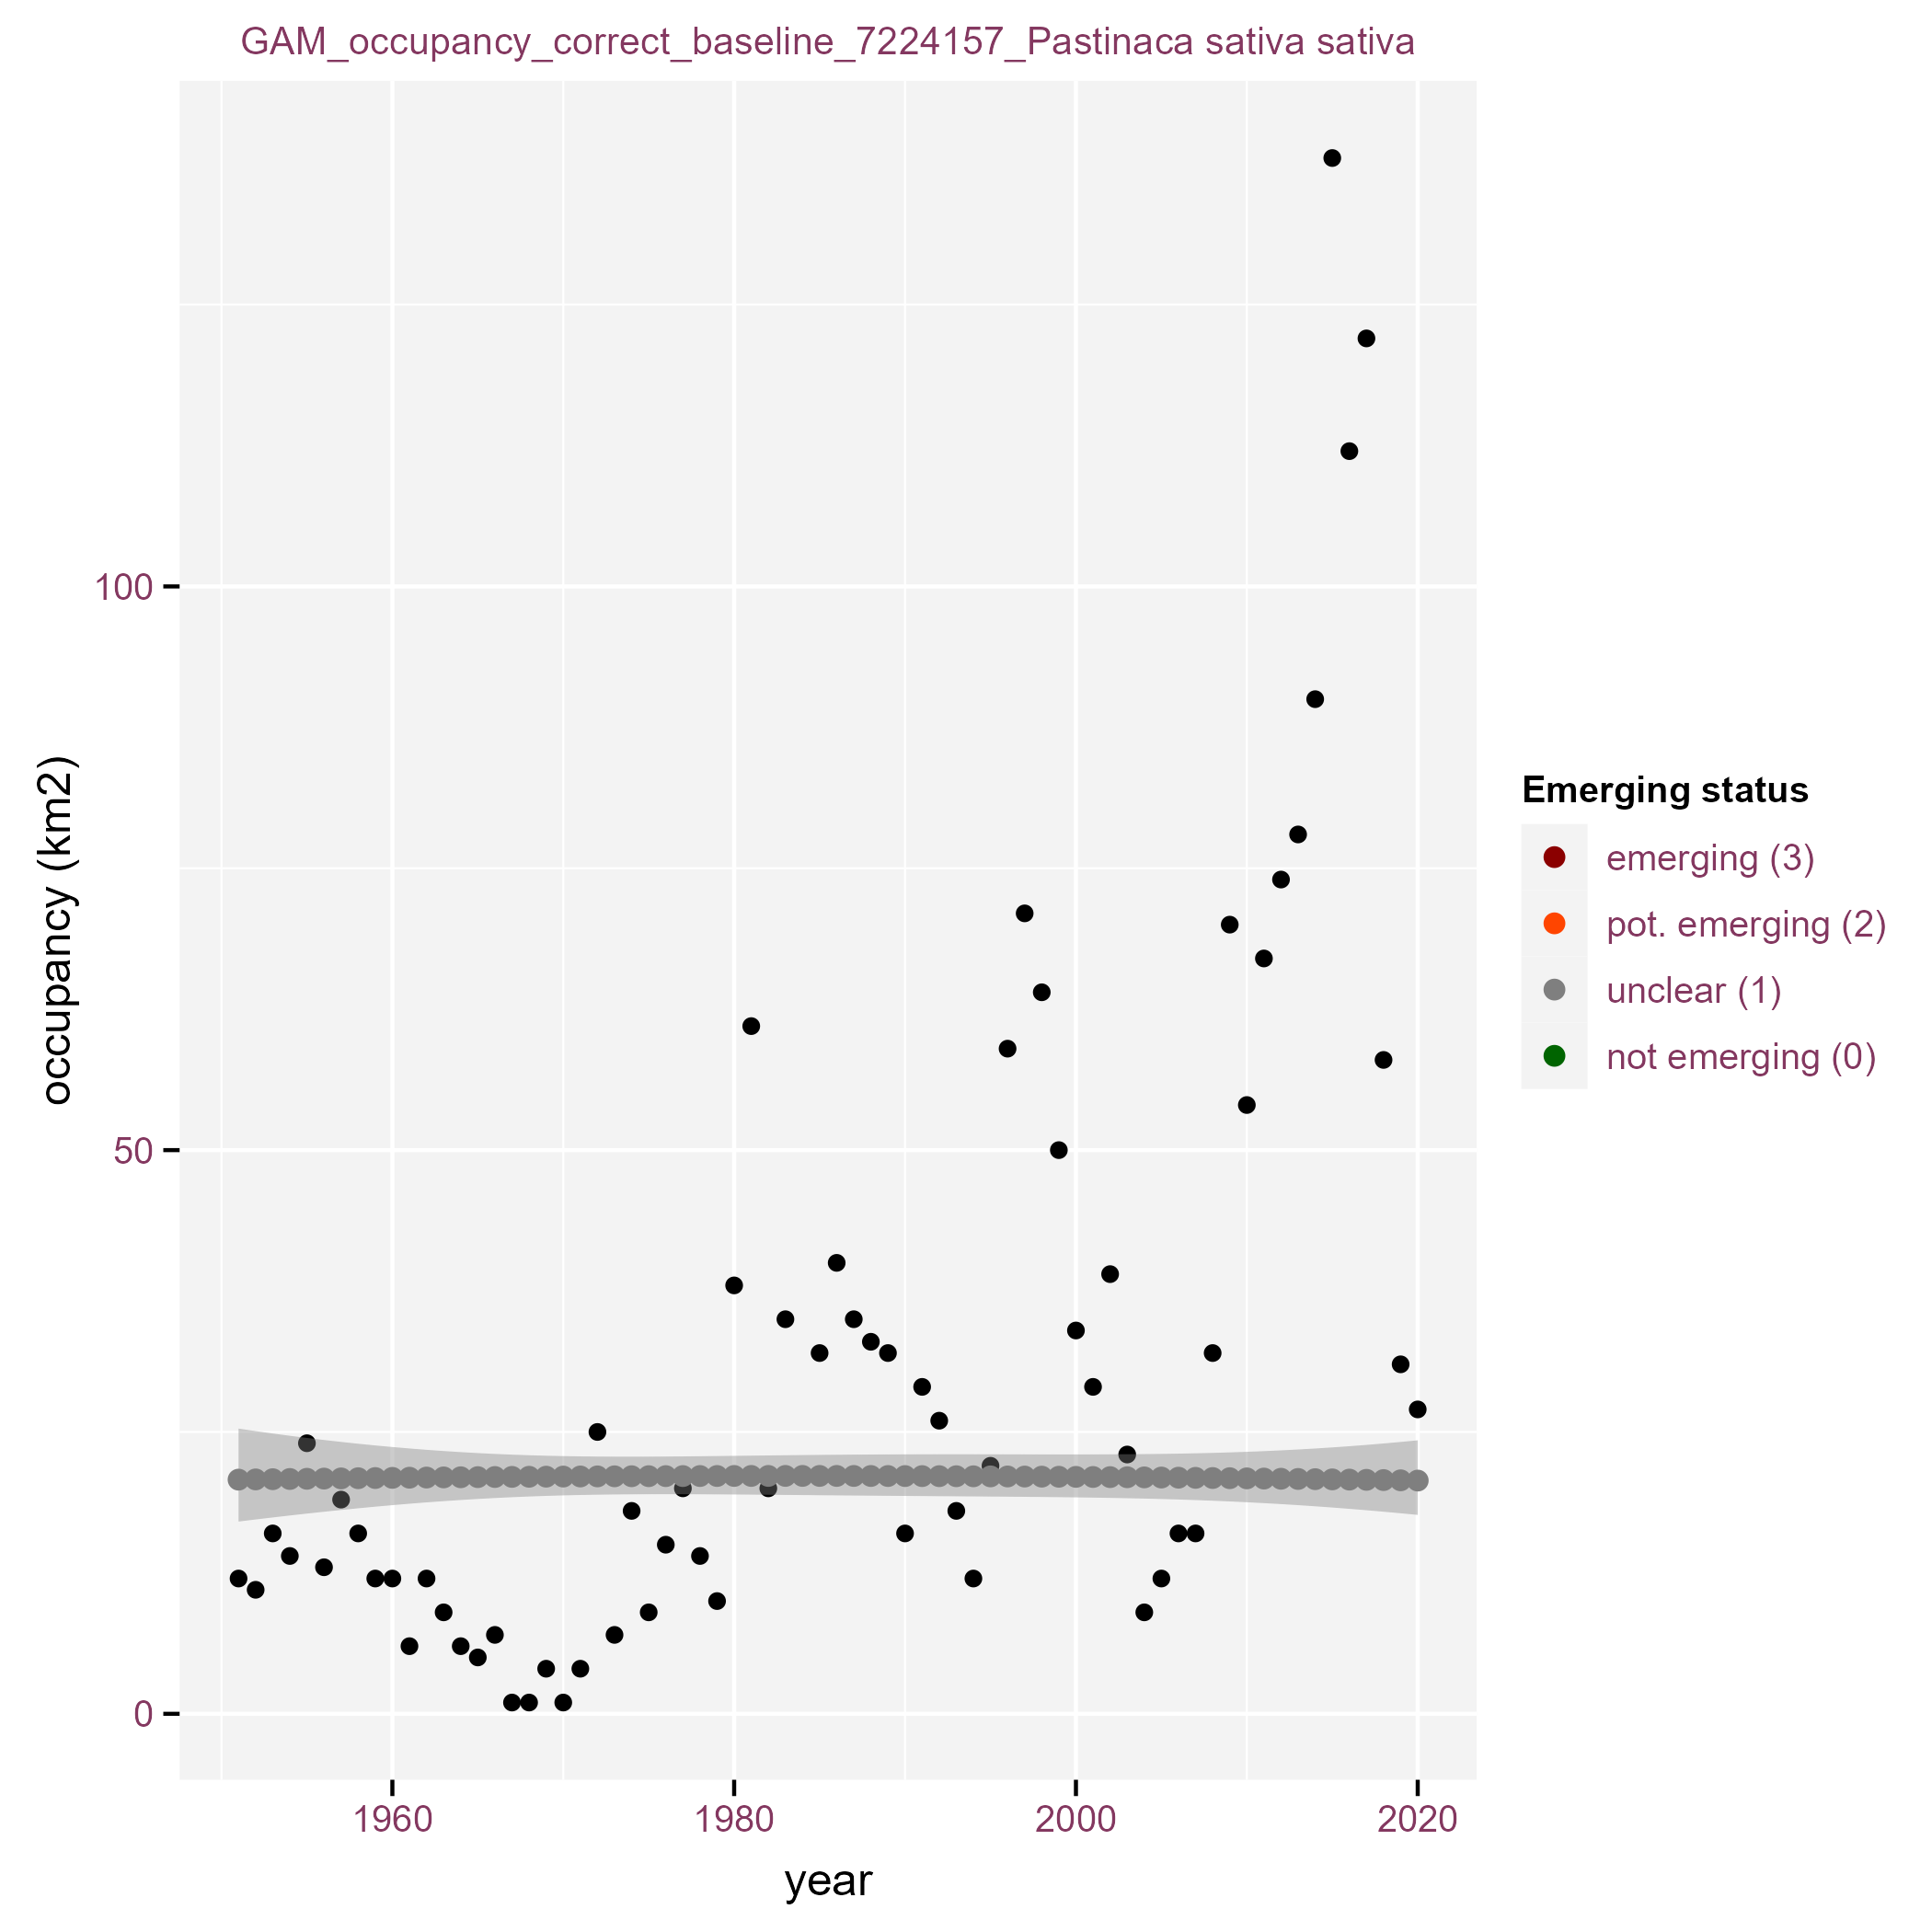 GAM_occupancy_correct_baseline_7224157_Pastinaca sativa sativa
100
50
0
occupancy (km2)
1960
1980
2000
2020
year
Emerging status
emerging (3)
pot. emerging (2)
unclear (1)
not emerging (0)